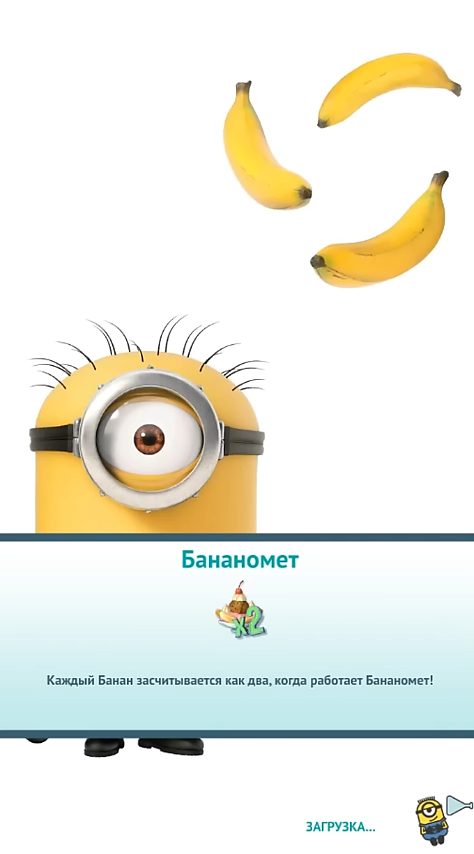 Бананомет
x2
Каждый Банан засчитывается как два, когда работает Бананомет!
ЗАГРУЗКА...